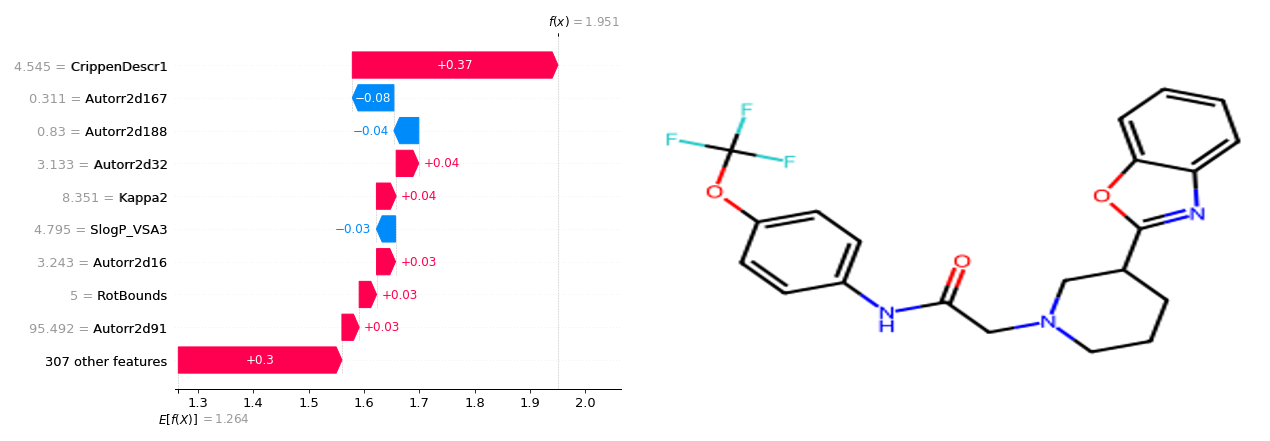 f(x) = 1.951
4.545 = CrippenDescr1
+0.37
0.311 = Autorr2d167
−0.08
0.83 = Autorr2d188
−0.04
3.133 = Autorr2d32
+0.04
8.351 = Kappa2
+0.04
4.795 = SlogP_VSA3
−0.03
3.243 = Autorr2d16
+0.03
5 = RotBounds
+0.03
95.492 = Autorr2d91
+0.03
307 other features
+0.3
1.3 1.4 1.5 1.6 1.7 1.8 1.9 2.0
E[f(X)] = 1.264
F
F
F
O
O
N
O
N
H
N